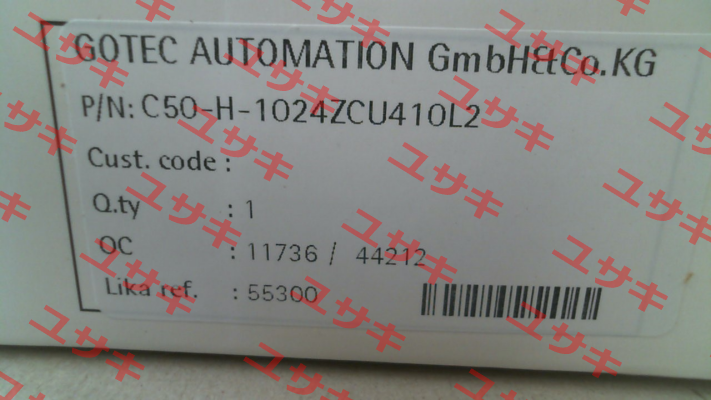 GOTEC AUTOMATION GmbH&Co.KG
P/N: C50-H-1024ZCU410L2
Cust. code :
Q.ty : 1
OC : 11736 / 44212
Lika ref. : 55300
ユサキ